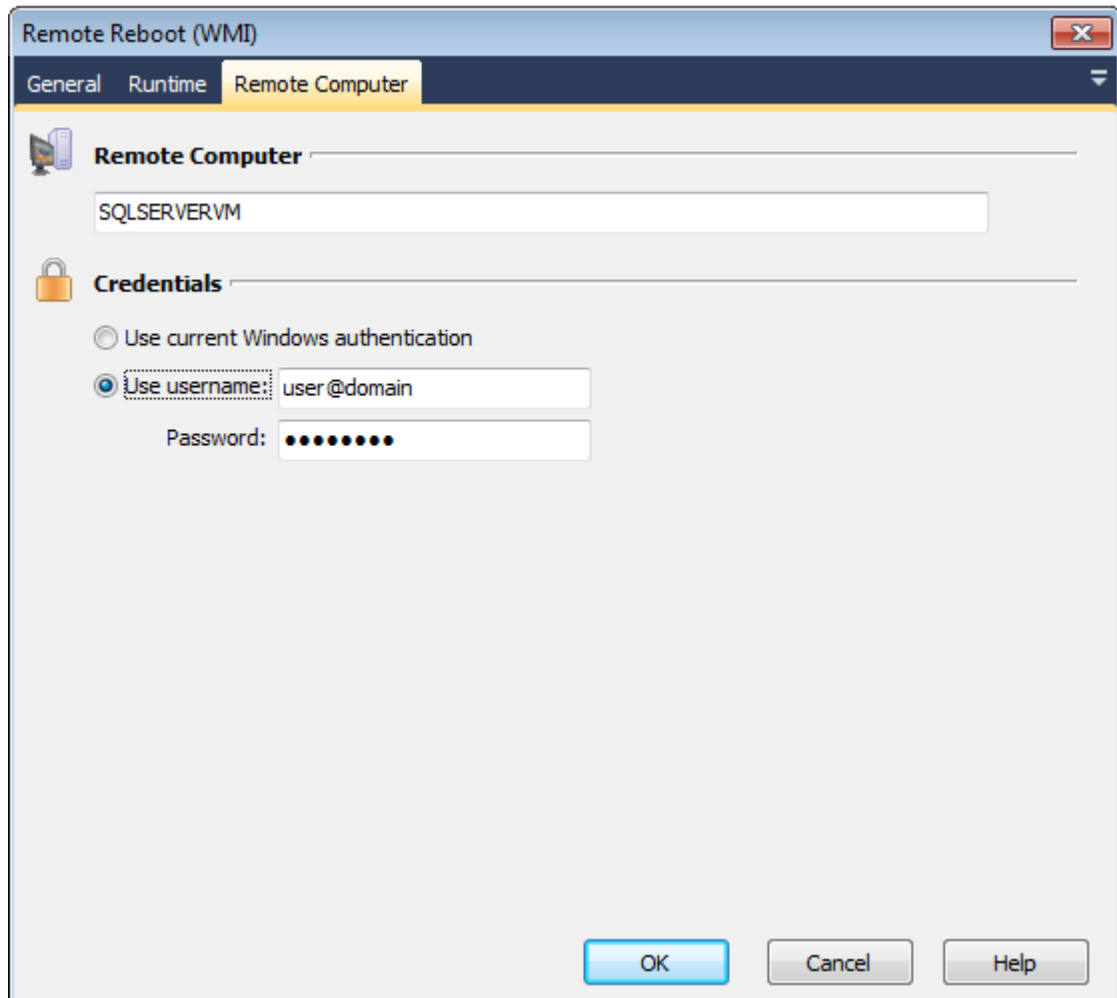 Remote Reboot (WMI)
General Runtime Remote Computer
Remote Computer
SQLSERVERVM
Credentials
Use current Windows authentication
Use username: user@domain
Password: ●●●●●●●●
OK Cancel Help